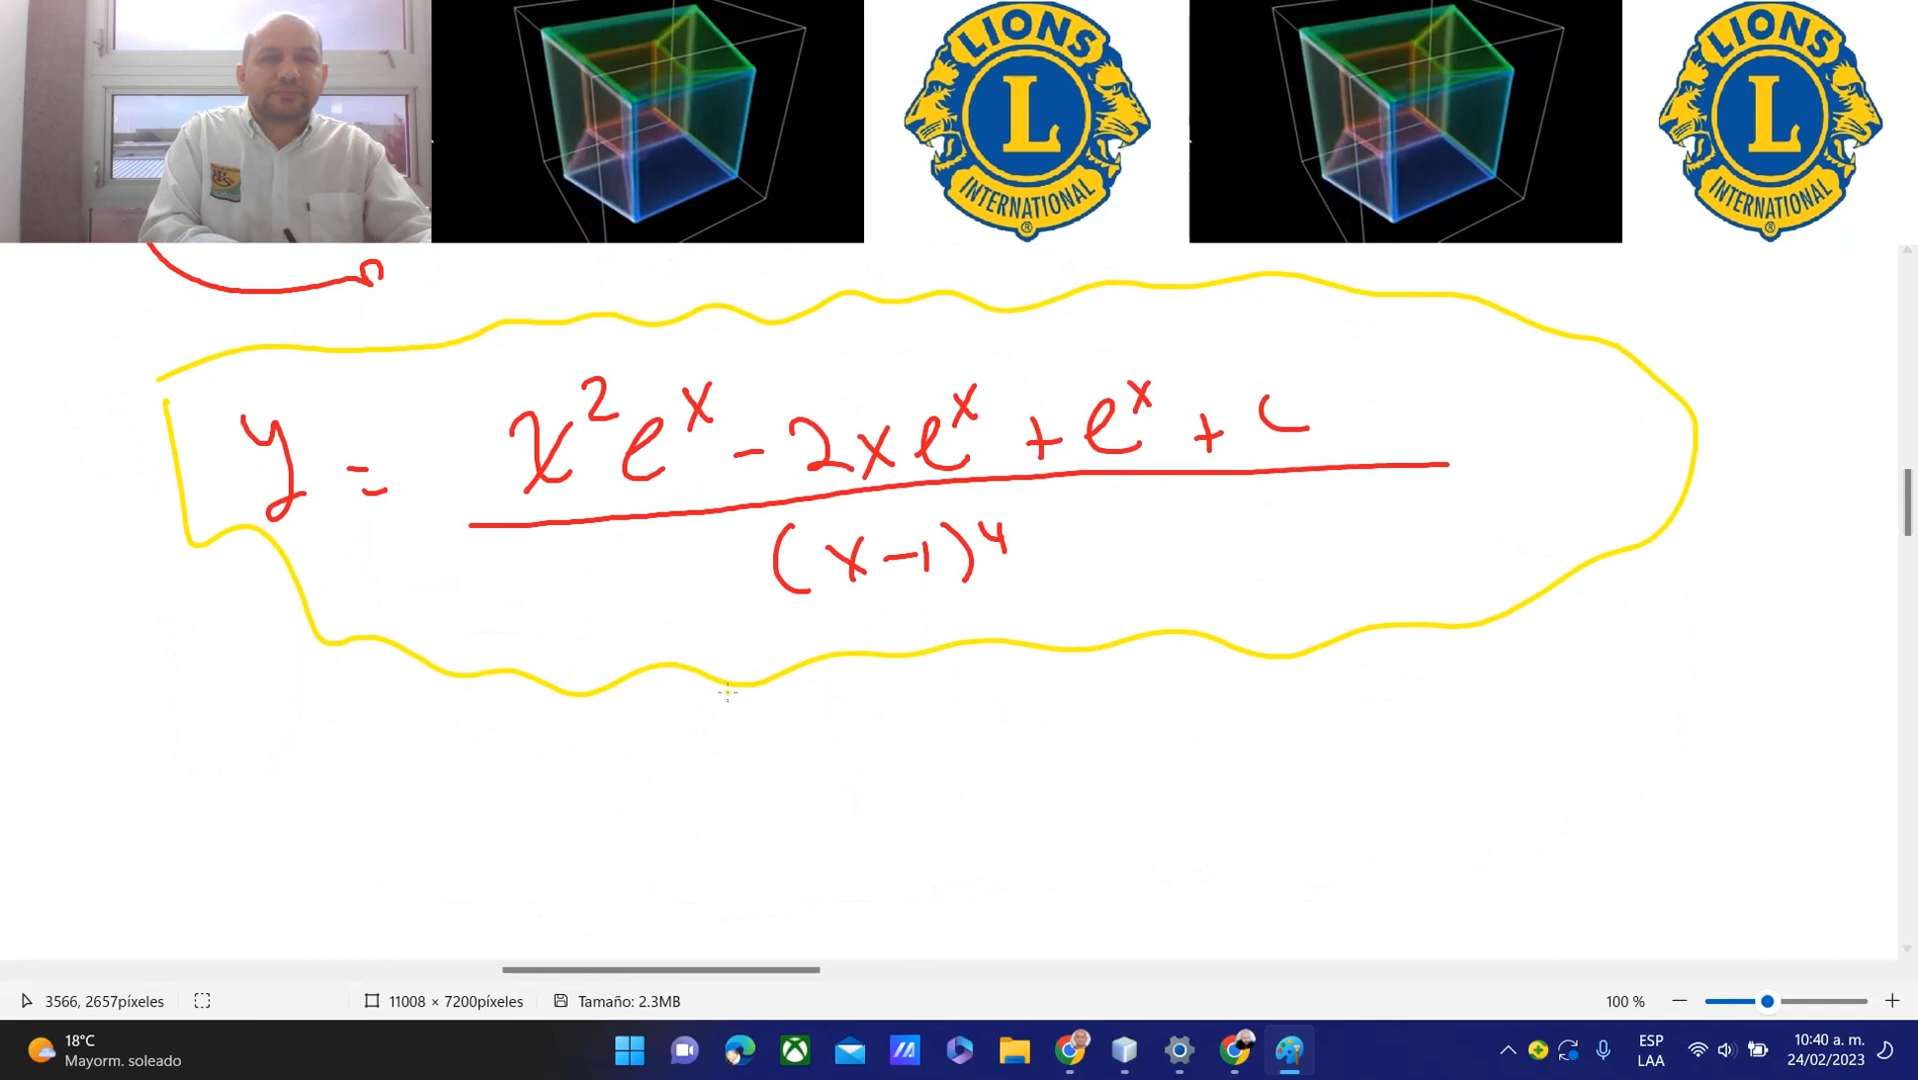 LIONS
L
INTERNATIONAL
®
LIONS
L
INTERNATIONAL
®
y = x²eˣ - 2xeˣ + eˣ + c
(x-1)⁴
3566, 2657píxeles
11008 × 7200píxeles
Tamaño: 2.3MB
100 %
18°C
Mayorm. soleado
ESP
LAA
10:40 a. m.
24/02/2023